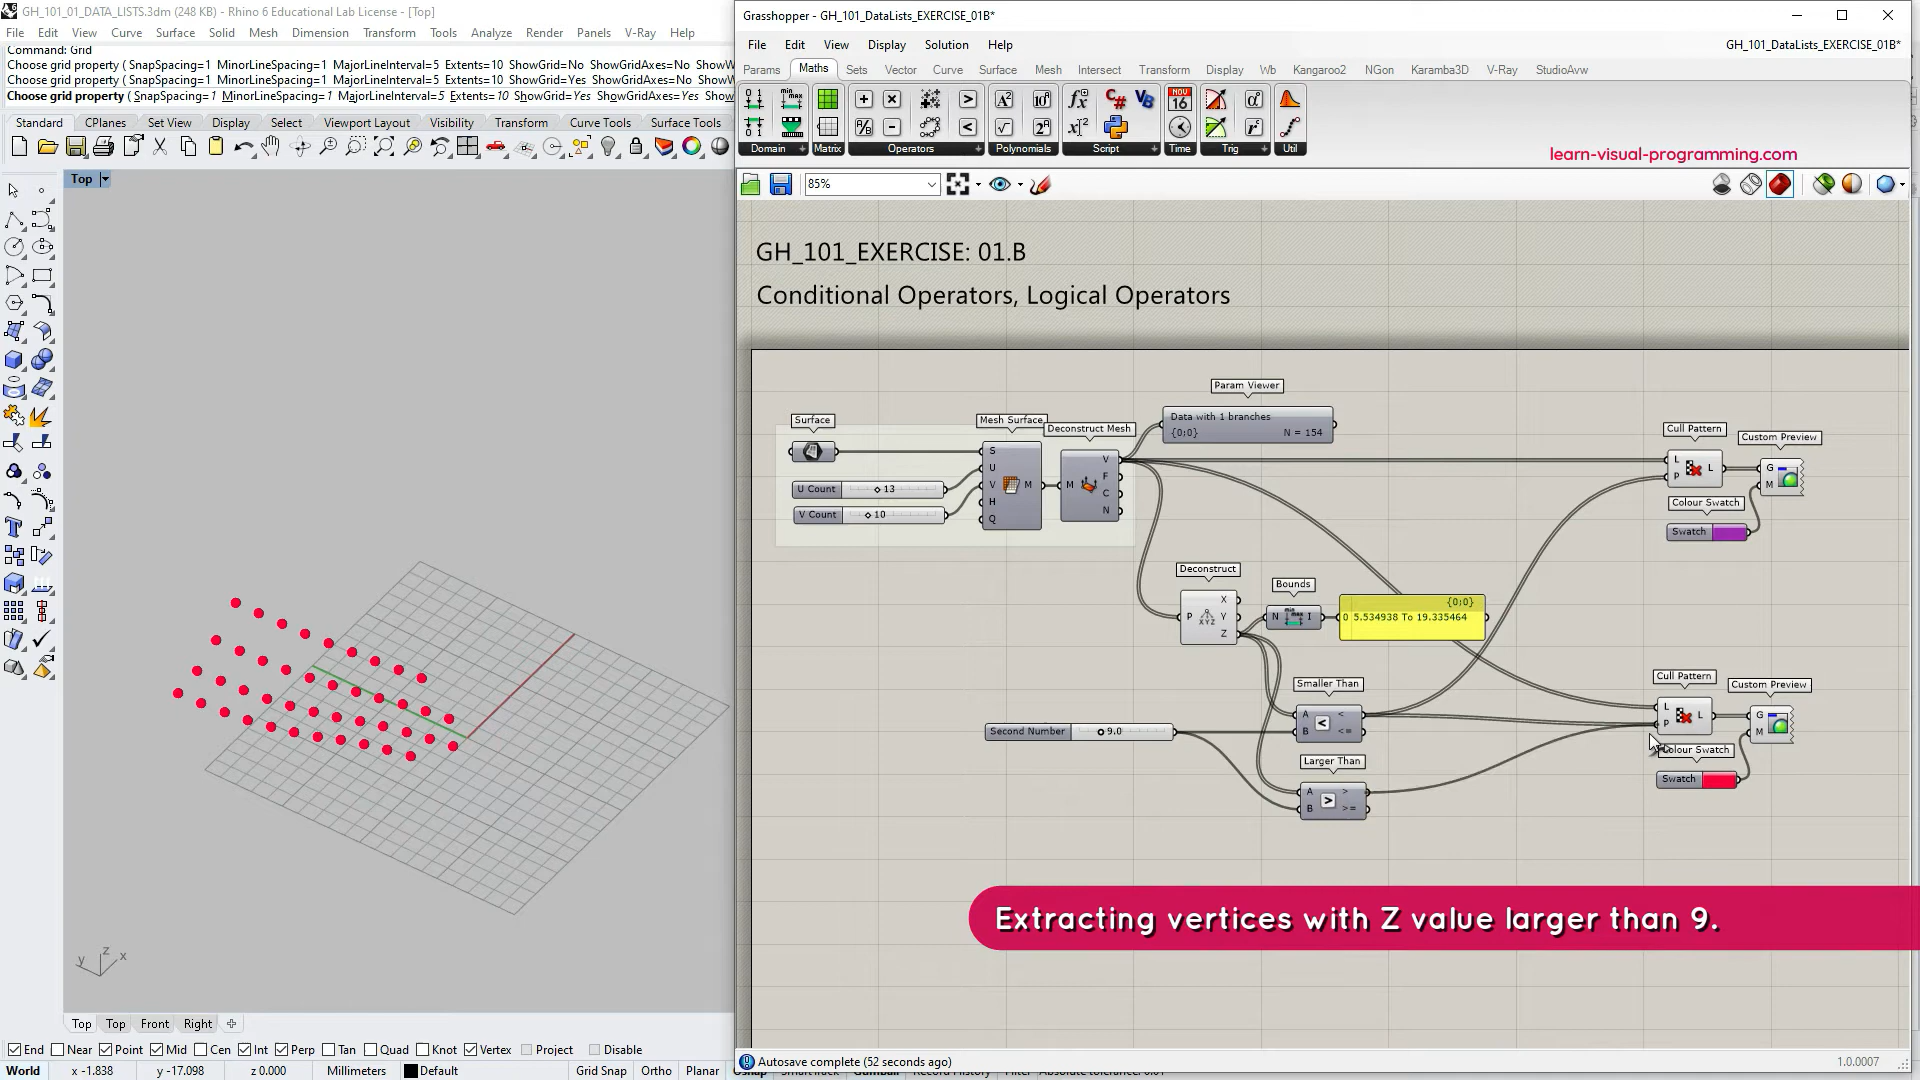 GH_101_01_DATA_LISTS.3dm (248 KB) - Rhino 6 Educational Lab License - [Top]
File Edit View Curve Surface Solid Mesh Dimension Transform Tools Analyze Render Panels V-Ray Help
Command: Grid
Choose grid property ( SnapSpacing=1 MinorLineSpacing=1 MajorLineInterval=5 Extents=10 ShowGrid=No ShowGridAxes=No ShowW
Choose grid property ( SnapSpacing=1 MinorLineSpacing=1 MajorLineInterval=5 Extents=10 ShowGrid=Yes ShowGridAxes=No Show
Choose grid property ( SnapSpacing=1 MinorLineSpacing=1 MajorLineInterval=5 Extents=10 ShowGrid=Yes ShowGridAxes=Yes Show
Standard CPlanes Set View Display Select Viewport Layout Visibility Transform Curve Tools Surface Tools
Top
z
y x
Top Top Front Right
End Near Point Mid Cen Int Perp Tan Quad Knot Vertex Project Disable
World x -1.838 y -17.098 z 0.000 Millimeters Default Grid Snap Ortho Planar
Grasshopper - GH_101_DataLists_EXERCISE_01B*
File Edit View Display Solution Help
GH_101_DataLists_EXERCISE_01B*
Params Maths Sets Vector Curve Surface Mesh Intersect Transform Display Wb Kangaroo2 NGon Karamba3D V-Ray StudioAvw
Domain Matrix Operators Polynomials Script Time Trig Util
learn-visual-programming.com
85%
GH_101_EXERCISE: 01.B
Conditional Operators, Logical Operators
Param Viewer
Data with 1 branches
{0;0} N = 154
Surface
Mesh Surface
Deconstruct Mesh
S
U
V
H
Q
M
M
V
F
C
N
U Count 13
V Count 10
Cull Pattern
L
P
L
Custom Preview
G
M
Colour Swatch
Swatch
Deconstruct
P
X
Y
Z
Bounds
N I
{0;0}
0 5.534938 To 19.335464
Smaller Than
A <
B <=
Second Number 9.0
Larger Than
A >
B >=
Cull Pattern
L
P
L
Custom Preview
G
M
Colour Swatch
Swatch
Extracting vertices with Z value larger than 9.
Autosave complete (52 seconds ago)
1.0.0007